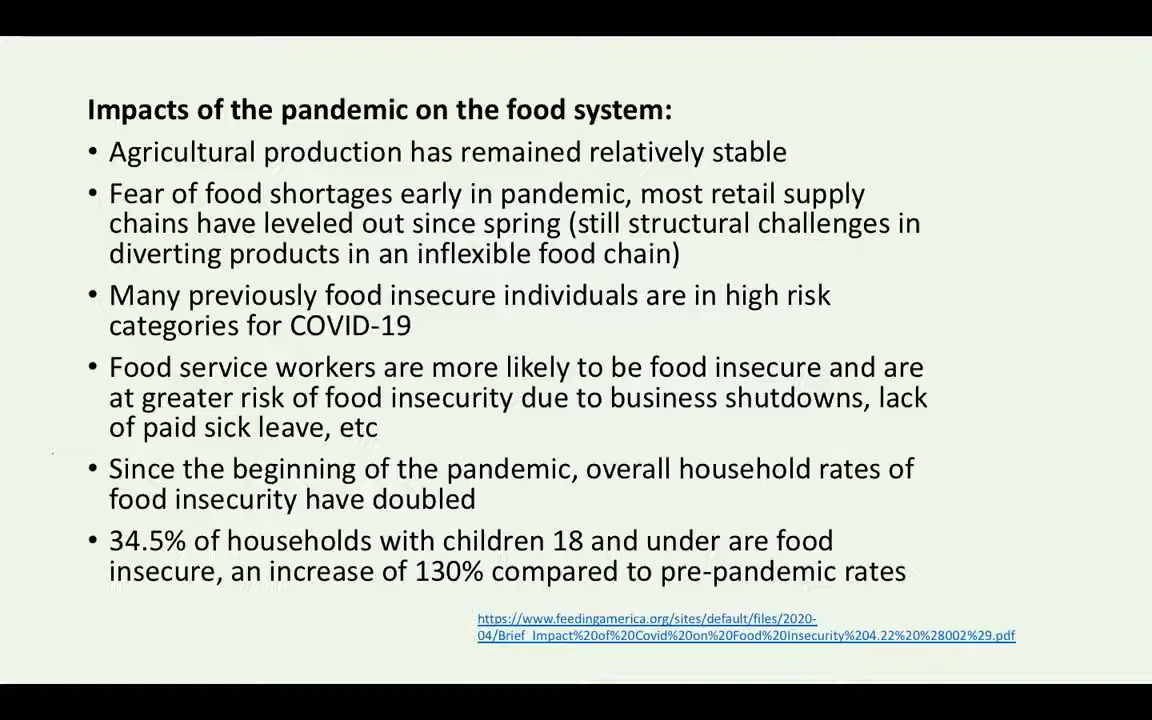 Impacts of the pandemic on the food system:
• Agricultural production has remained relatively stable
• Fear of food shortages early in pandemic, most retail supply
chains have leveled out since spring (still structural challenges in
diverting products in an inflexible food chain)
• Many previously food insecure individuals are in high risk
categories for COVID-19
• Food service workers are more likely to be food insecure and are
at greater risk of food insecurity due to business shutdowns, lack
of paid sick leave, etc
• Since the beginning of the pandemic, overall household rates of
food insecurity have doubled
• 34.5% of households with children 18 and under are food
insecure, an increase of 130% compared to pre-pandemic rates
https://www.feedingamerica.org/sites/default/files/2020-
04/Brief_Impact%20of%20Covid%20on%20Food%20Insecurity%204.22%20%28002%29.pdf